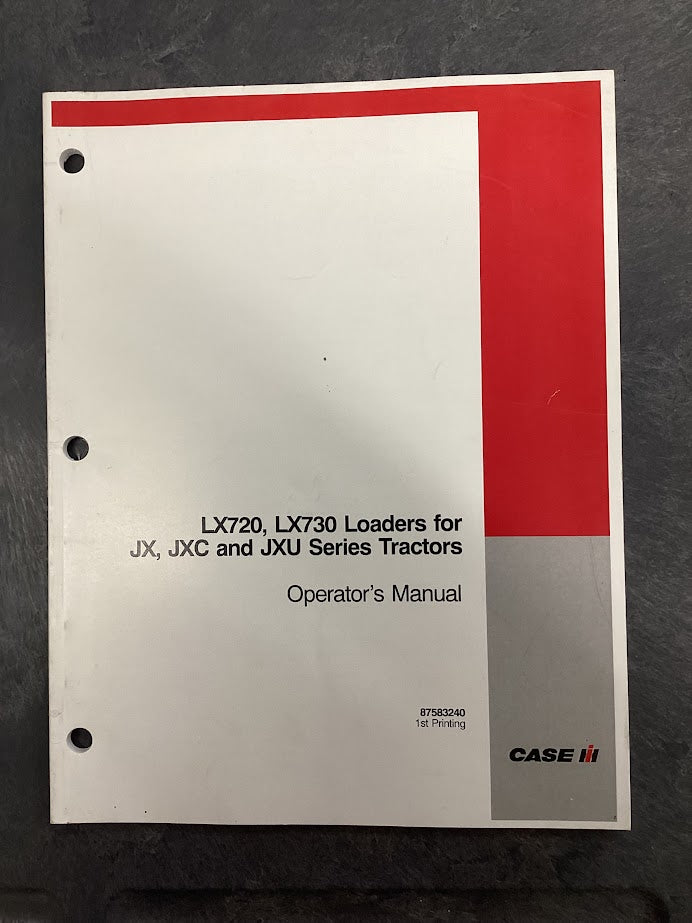 LX720, LX730 Loaders for
JX, JXC and JXU Series Tractors
Operator's Manual
87583240
1st Printing
CASE IH